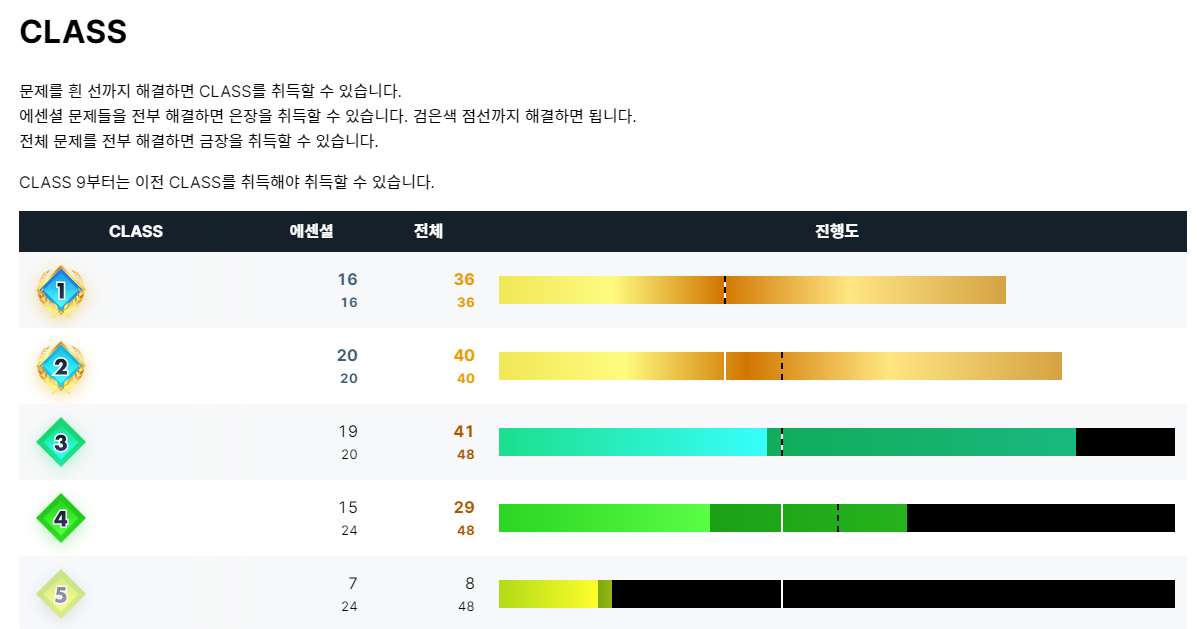 CLASS
문제를 흰 선까지 해결하면 CLASS를 취득할 수 있습니다.
에센셜 문제들을 전부 해결하면 은장을 취득할 수 있습니다. 검은색 점선까지 해결하면 됩니다.
전체 문제를 전부 해결하면 금장을 취득할 수 있습니다.
CLASS 9부터는 이전 CLASS를 취득해야 취득할 수 있습니다.
CLASS 에센셜 전체 진행도
1 16 36
16 36
2 20 40
20 40
3 19 41
20 48
4 15 29
24 48
5 7 8
24 48